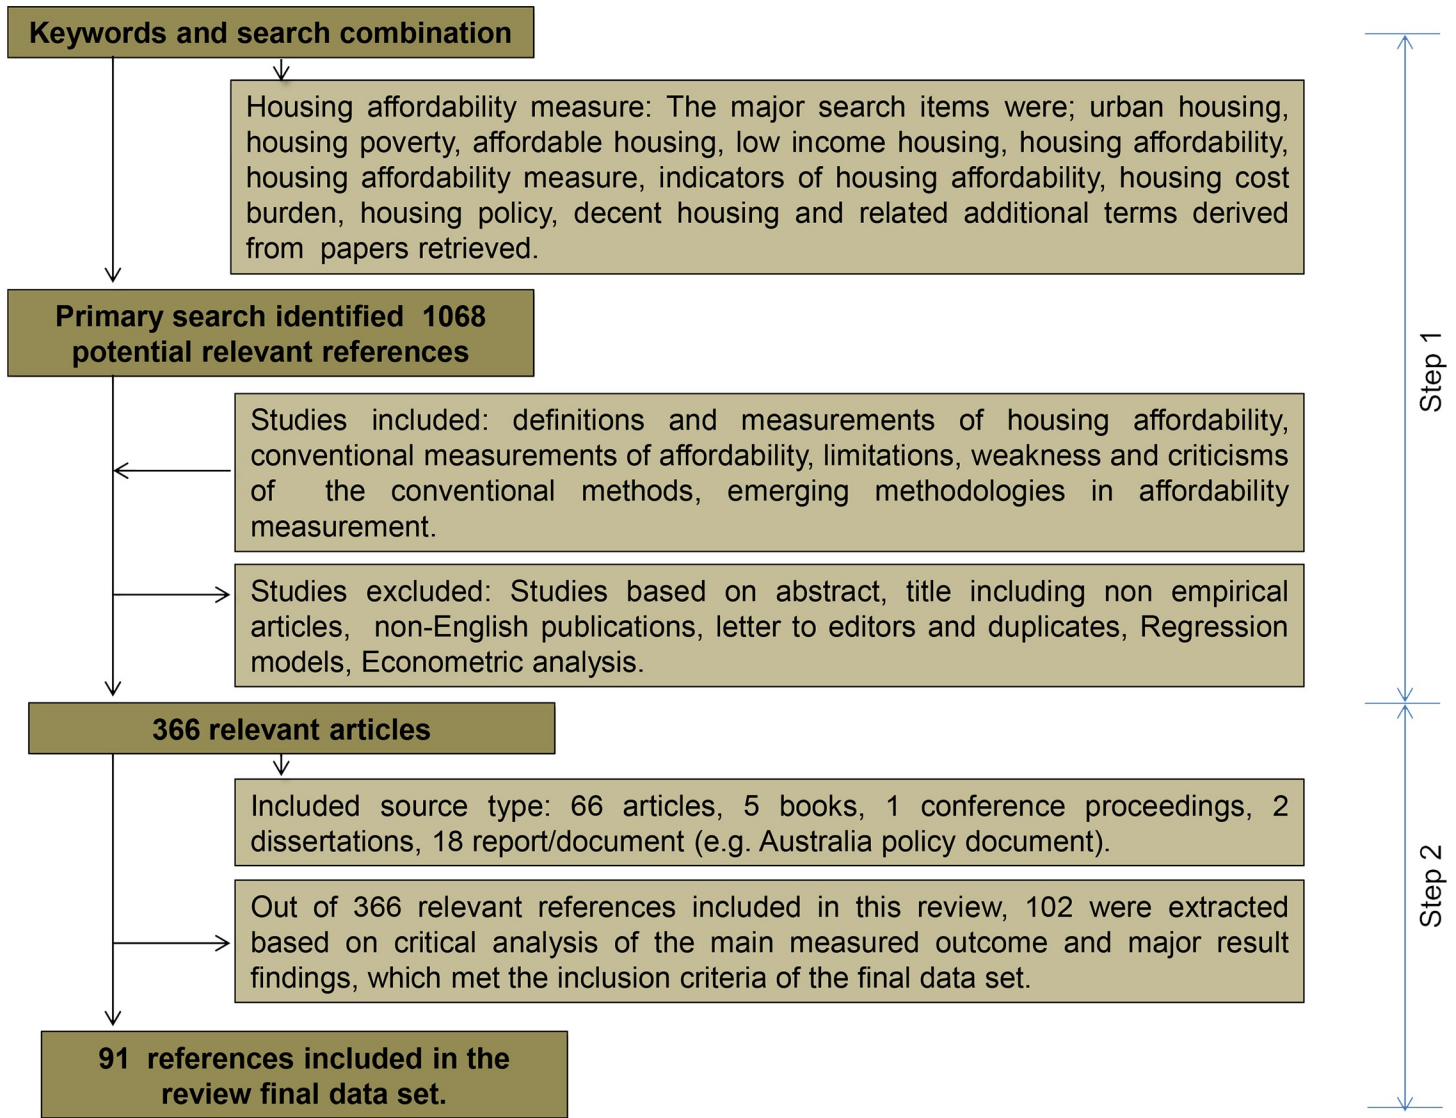 Keywords and search combination
Housing affordability measure: The major search items were; urban housing,
housing poverty, affordable housing, low income housing, housing affordability,
housing affordability measure, indicators of housing affordability, housing cost
burden, housing policy, decent housing and related additional terms derived
from papers retrieved.
Primary search identified 1068
potential relevant references
Studies included: definitions and measurements of housing affordability,
conventional measurements of affordability, limitations, weakness and criticisms
of the conventional methods, emerging methodologies in affordability
measurement.
Studies excluded: Studies based on abstract, title including non empirical
articles, non-English publications, letter to editors and duplicates, Regression
models, Econometric analysis.
Step 1
366 relevant articles
Included source type: 66 articles, 5 books, 1 conference proceedings, 2
dissertations, 18 report/document (e.g. Australia policy document).
Out of 366 relevant references included in this review, 102 were extracted
based on critical analysis of the main measured outcome and major result
findings, which met the inclusion criteria of the final data set.
91 references included in the
review final data set.
Step 2